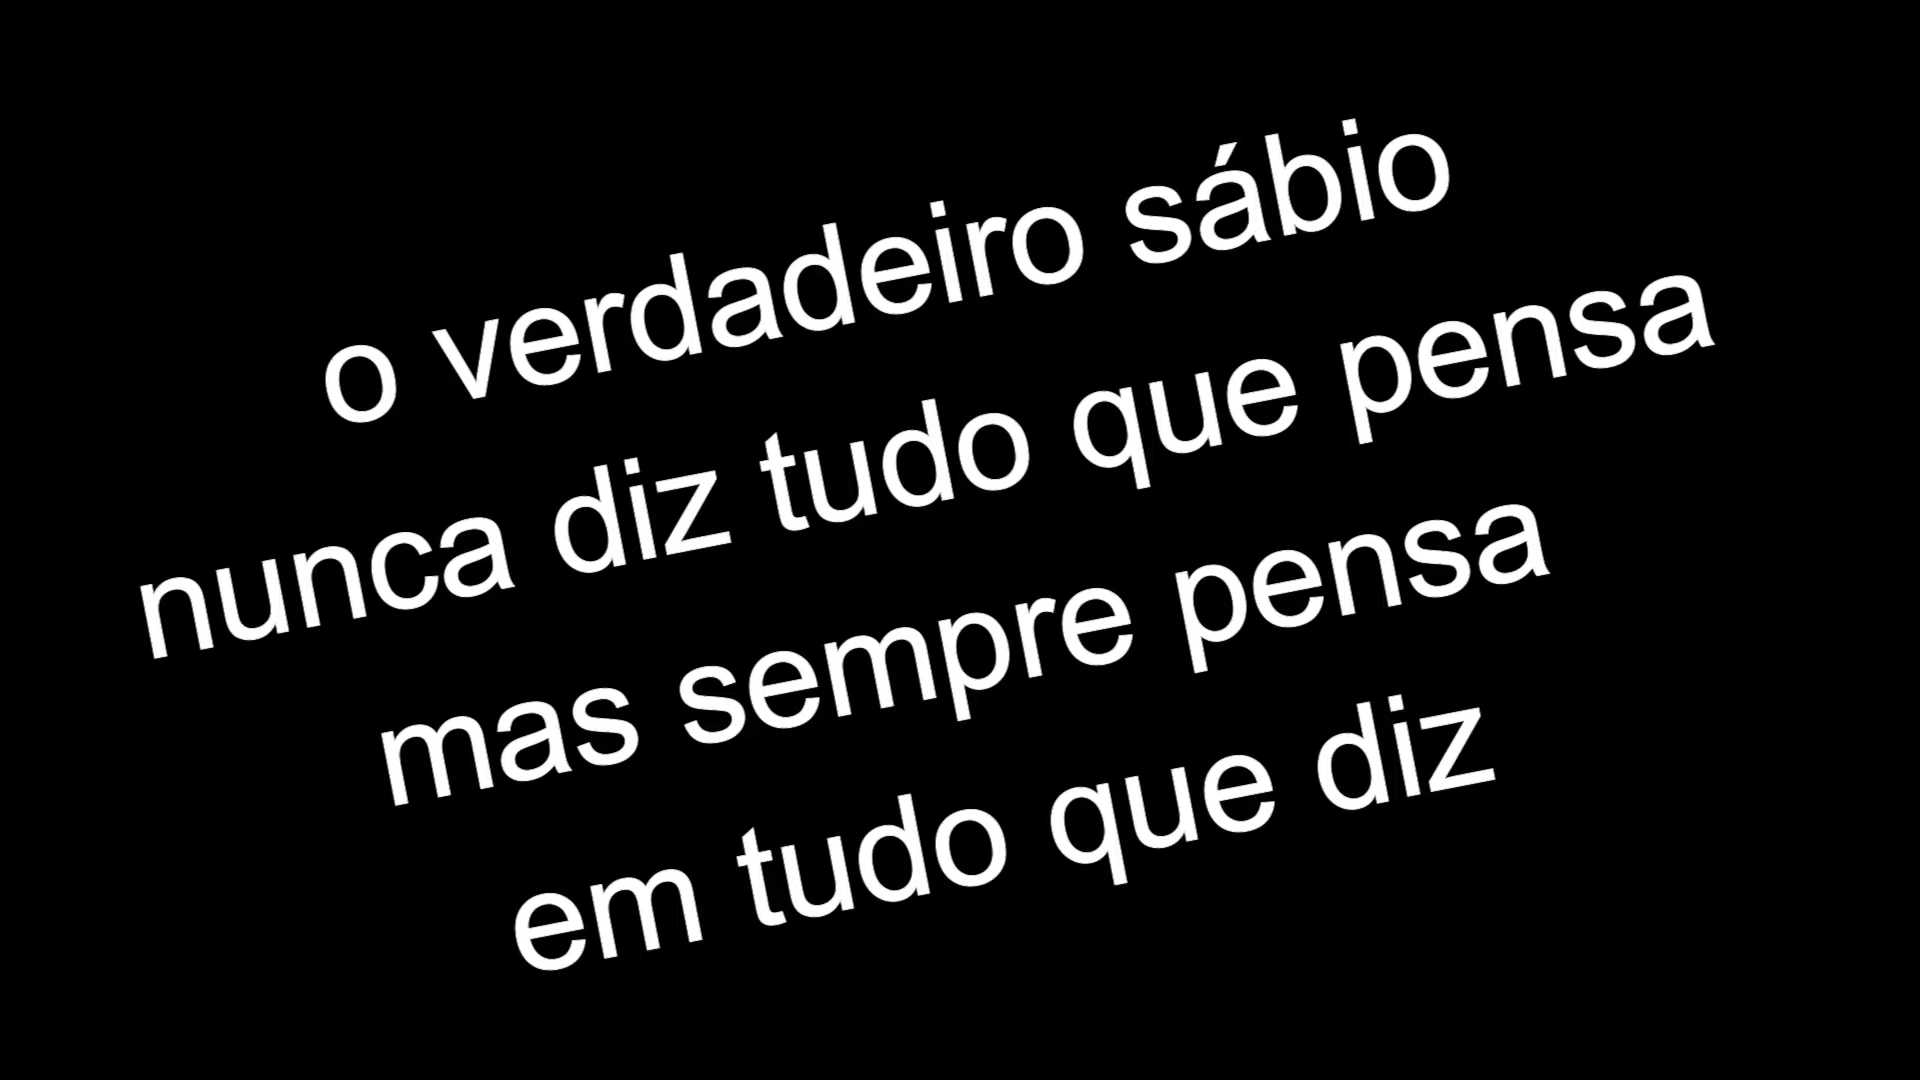 o verdadeiro sábio
nunca diz tudo que pensa
mas sempre pensa
em tudo que diz